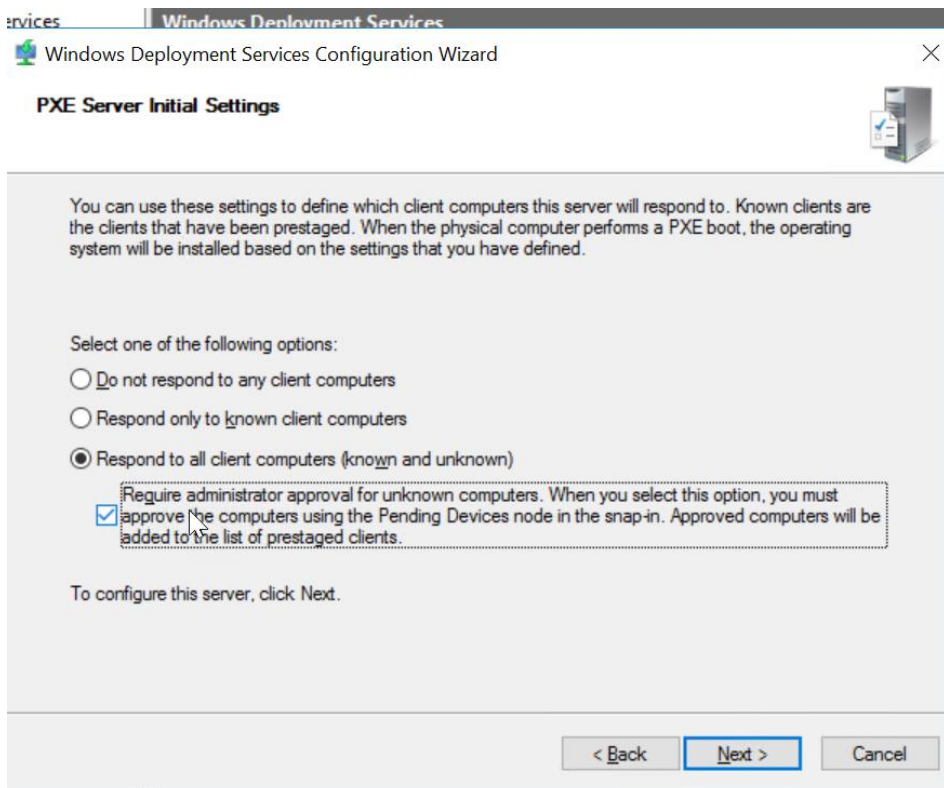 ervices
Windows Deployment Services
Windows Deployment Services Configuration Wizard
PXE Server Initial Settings
You can use these settings to define which client computers this server will respond to. Known clients are
the clients that have been prestaged. When the physical computer performs a PXE boot, the operating
system will be installed based on the settings that you have defined.
Select one of the following options:
Do not respond to any client computers
Respond only to known client computers
Respond to all client computers (known and unknown)
Require administrator approval for unknown computers. When you select this option, you must
approve the computers using the Pending Devices node in the snap-in. Approved computers will be
added to the list of prestaged clients.
To configure this server, click Next.
< Back
Next >
Cancel